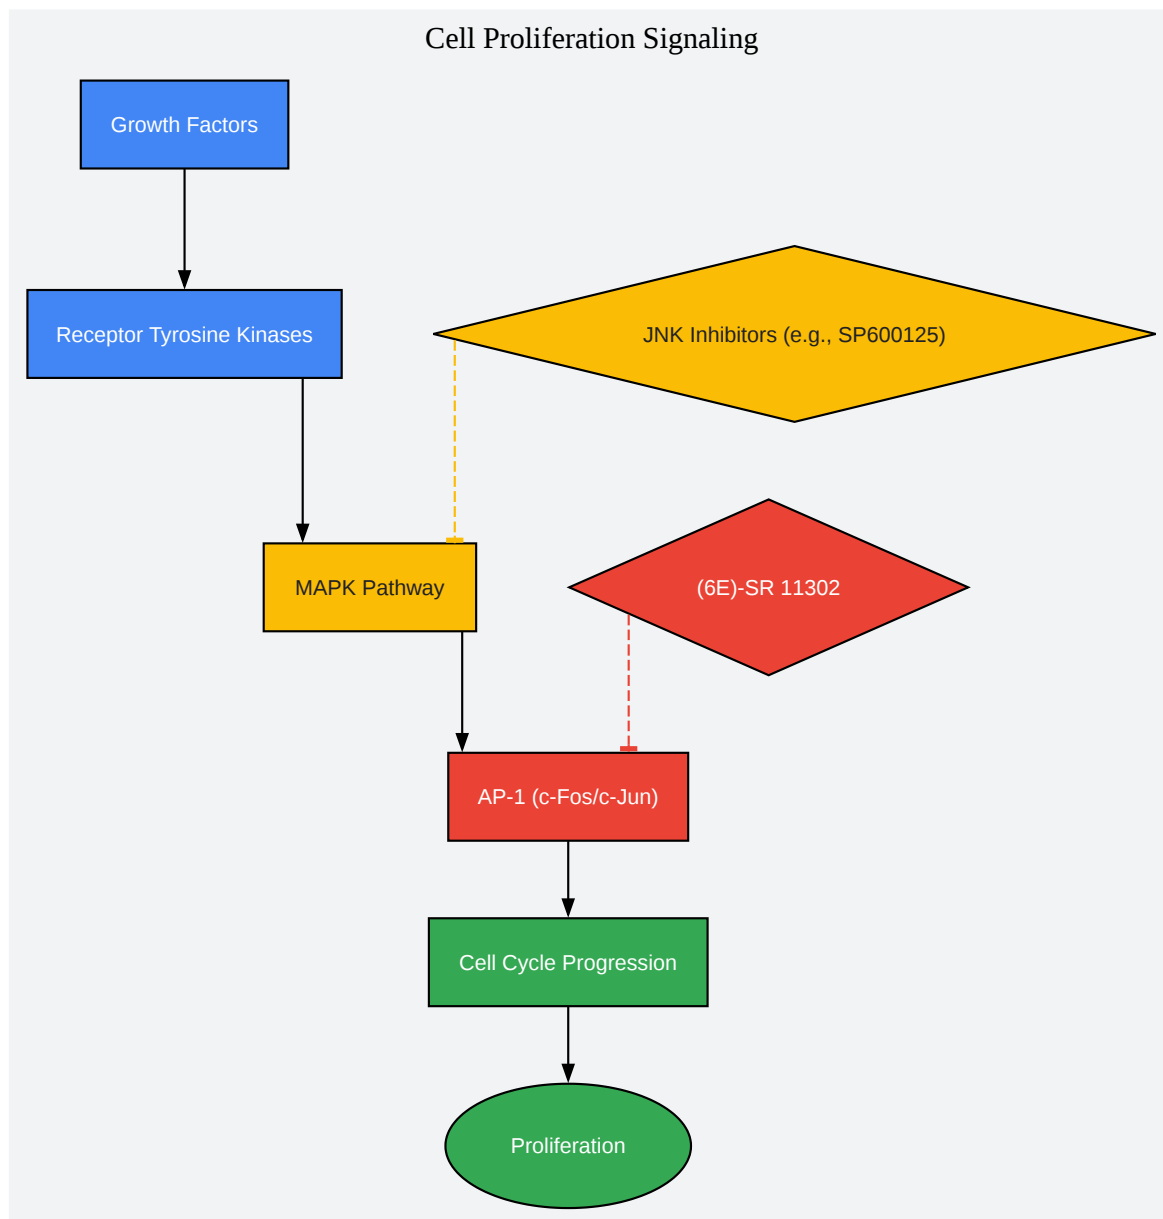 Cell Proliferation Signaling
Growth Factors
Receptor Tyrosine Kinases
JNK Inhibitors (e.g., SP600125)
MAPK Pathway
(6E)-SR 11302
AP-1 (c-Fos/c-Jun)
Cell Cycle Progression
Proliferation